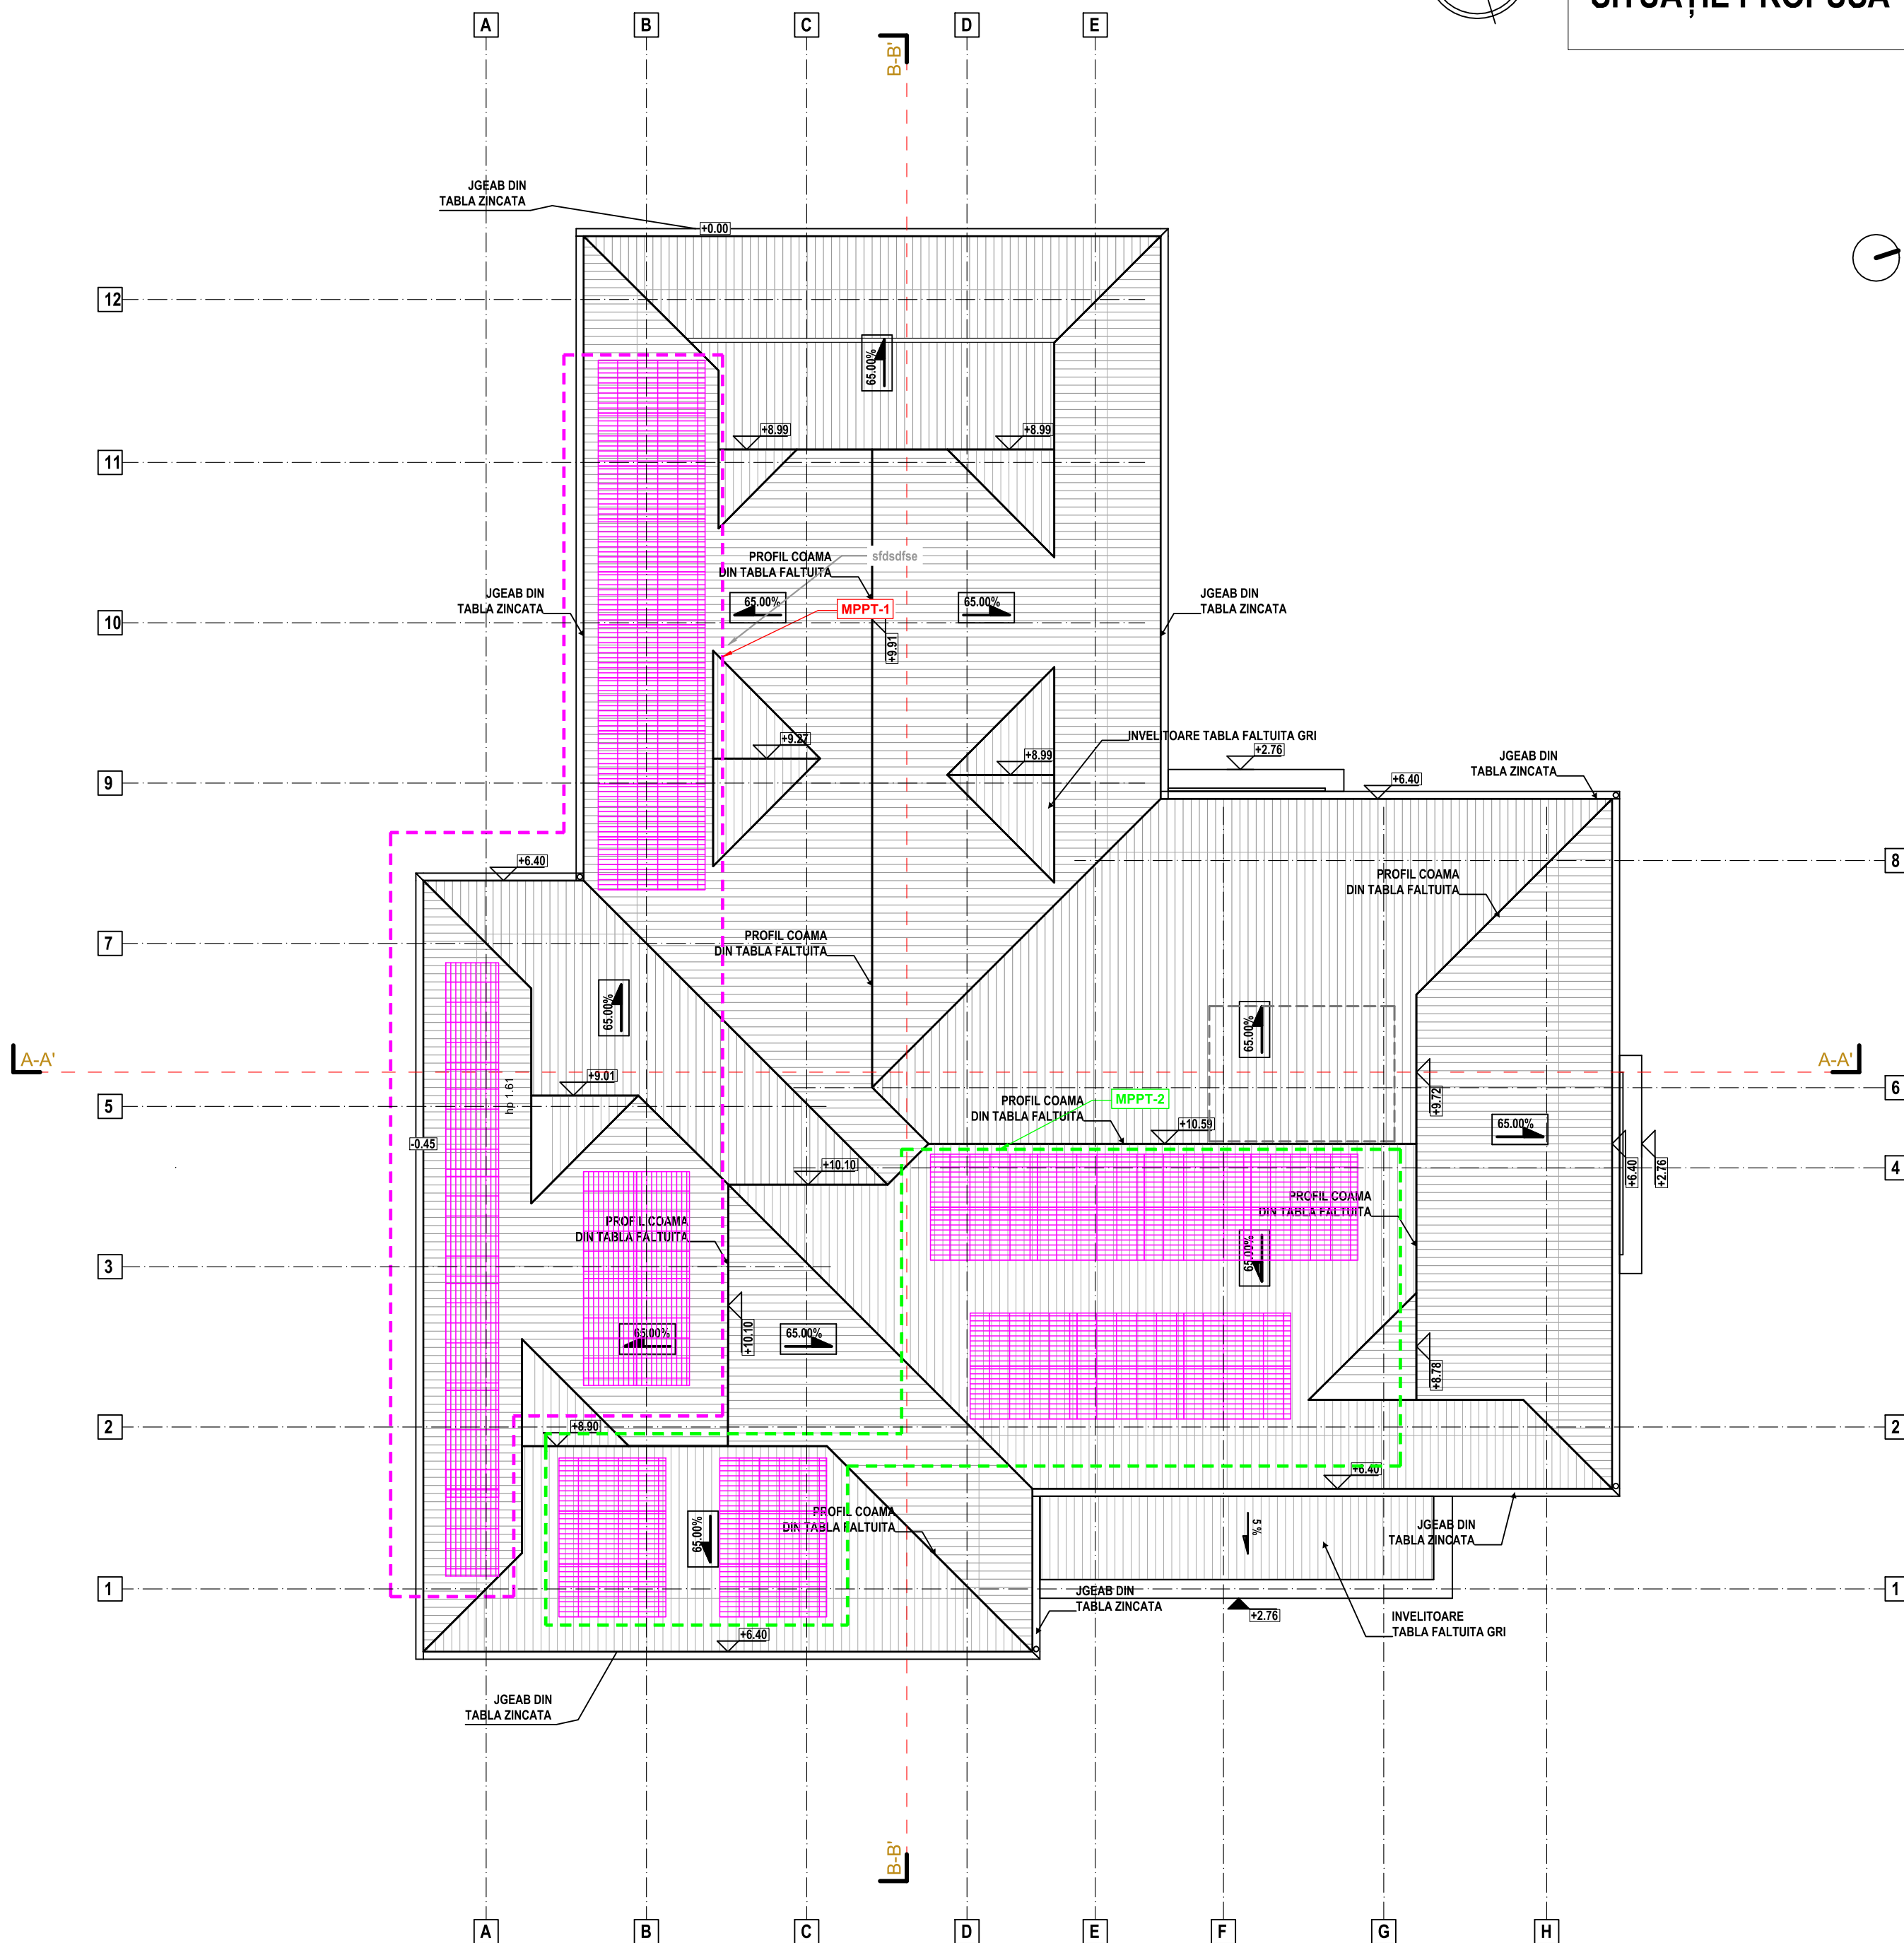 SITUAȚIE PROPUSĂ
A
B
C
D
E
B-B'
JGEAB DIN
TABLA ZINCATA
+0.00
12
65.00%
+8.99
+8.99
11
PROFIL COAMA
DIN TABLA FALTUITA
sfdsdfse
JGEAB DIN
TABLA ZINCATA
65.00%
MPPT-1
65.00%
JGEAB DIN
TABLA ZINCATA
10
+9.91
+9.27
+8.99
INVELITOARE TABLA FALTUITA GRI
+2.76
JGEAB DIN
TABLA ZINCATA
+6.40
9
+6.40
8
PROFIL COAMA
DIN TABLA FALTUITA
PROFIL COAMA
DIN TABLA FALTUITA
7
65.00%
65.00%
A-A'
A-A'
hp 1.61
+9.01
+9.72
6
5
PROFIL COAMA
DIN TABLA FALTUITA
MPPT-2
+10.59
65.00%
-0.45
+10.10
+6.40
+2.76
4
PROFIL COAMA
DIN TABLA FALTUITA
PROFIL COAMA
DIN TABLA FALTUITA
65.00%
3
+10.10
65.00%
65.00%
+8.78
2
+8.90
2
+6.40
PROFIL COAMA
DIN TABLA FALTUITA
65.00%
5 %
JGEAB DIN
TABLA ZINCATA
1
JGEAB DIN
TABLA ZINCATA
1
+2.76
INVELITOARE
TABLA FALTUITA GRI
+6.40
JGEAB DIN
TABLA ZINCATA
B-B'
A
B
C
D
E
F
G
H